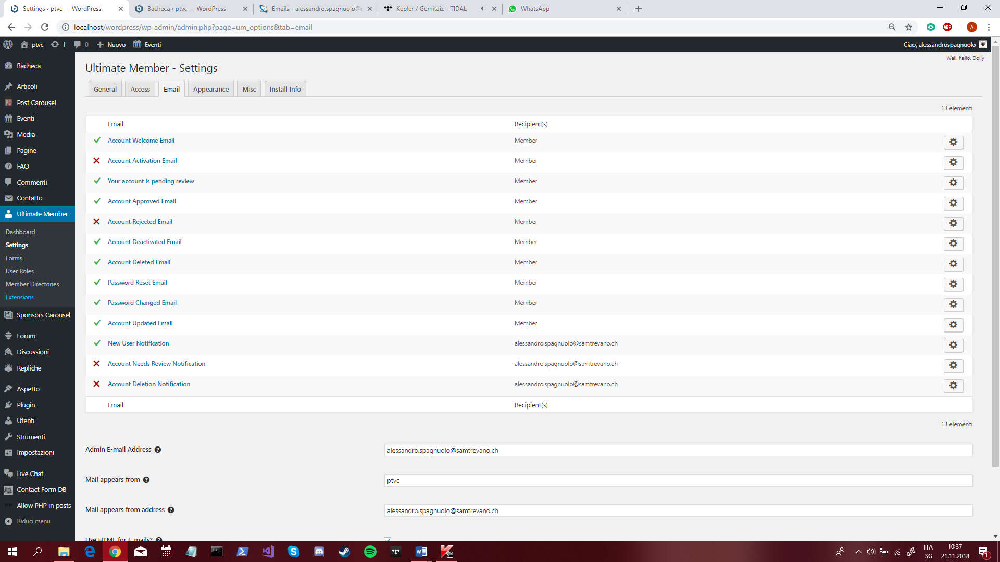 Settings ‹ ptvc — WordPress
Bacheca ‹ ptvc — WordPress
Emails - alessandro.spagnuolo@s
Kepler / Gemitaiz – TIDAL
WhatsApp
localhost/wordpress/wp-admin/admin.php?page=um_options&tab=email
ABP
A
ptvc
1
0
Nuovo
Eventi
Ciao, alessandrospagnuolo
Well, hello, Dolly
Bacheca
Articoli
PC Post Carousel
Eventi
Media
Pagine
FAQ
Commenti
Contatto
Ultimate Member
Dashboard
Settings
Forms
User Roles
Member Directories
Extensions
Sponsors Carousel
Forum
Discussioni
Repliche
Aspetto
Plugin
Utenti
Strumenti
Impostazioni
Live Chat
Contact Form DB
PHP Allow PHP in posts
Riduci menu
Ultimate Member - Settings
General
Access
Email
Appearance
Misc
Install Info
13 elementi
Email Recipient(s)
Account Welcome Email Member
Account Activation Email Member
Your account is pending review Member
Account Approved Email Member
Account Rejected Email Member
Account Deactivated Email Member
Account Deleted Email Member
Password Reset Email Member
Password Changed Email Member
Account Updated Email Member
New User Notification alessandro.spagnuolo@samtrevano.ch
Account Needs Review Notification alessandro.spagnuolo@samtrevano.ch
Account Deletion Notification alessandro.spagnuolo@samtrevano.ch
Email Recipient(s)
13 elementi
Admin E-mail Address alessandro.spagnuolo@samtrevano.ch
Mail appears from ptvc
Mail appears from address alessandro.spagnuolo@samtrevano.ch
Use HTML for E-mails?
ITA
SG
10:37
21.11.2018
1